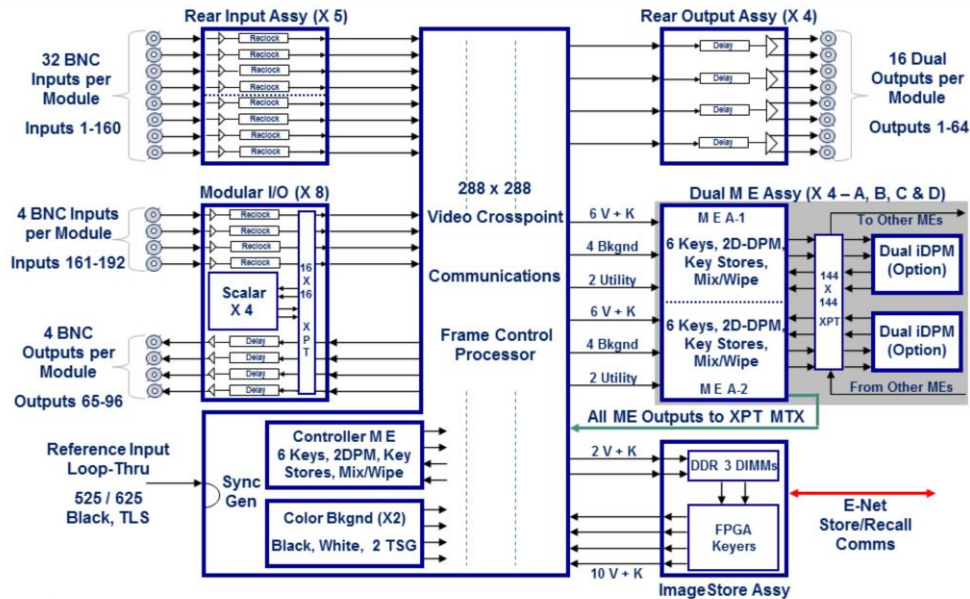 Rear Input Assy (X 5)
32 BNC
Inputs per
Module
Inputs 1-160
Reclock
Reclock
Reclock
Reclock
Reclock
Reclock
Reclock
Reclock
Modular I/O (X 8)
4 BNC Inputs
per Module
Inputs 161-192
Reclock
Reclock
Reclock
Reclock
Scalar
X 4
16
X
16
XPT
4 BNC
Outputs per
Module
Outputs 65-96
Delay
Delay
Delay
Delay
Reference Input
Loop-Thru
525 / 625
Black, TLS
Sync
Gen
Controller M E
6 Keys, 2DPM, Key
Stores, Mix/Wipe
Color Bkgnd (X2)
Black, White, 2 TSG
288 x 288
Video Crosspoint
Communications
Frame Control
Processor
Rear Output Assy (X 4)
Delay
Delay
Delay
Delay
16 Dual
Outputs per
Module
Outputs 1-64
Dual M E Assy (X 4 – A, B, C & D)
6 V + K
4 Bkgnd
2 Utility
6 V + K
4 Bkgnd
2 Utility
M E A-1
6 Keys, 2D-DPM,
Key Stores,
Mix/Wipe
6 Keys, 2D-DPM,
Key Stores,
Mix/Wipe
M E A-2
144
X
144
XPT
To Other MEs
Dual iDPM
(Option)
Dual iDPM
(Option)
From Other MEs
All ME Outputs to XPT MTX
2 V + K
DDR 3 DIMMs
FPGA
Keyers
10 V + K
ImageStore Assy
E-Net
Store/Recall
Comms